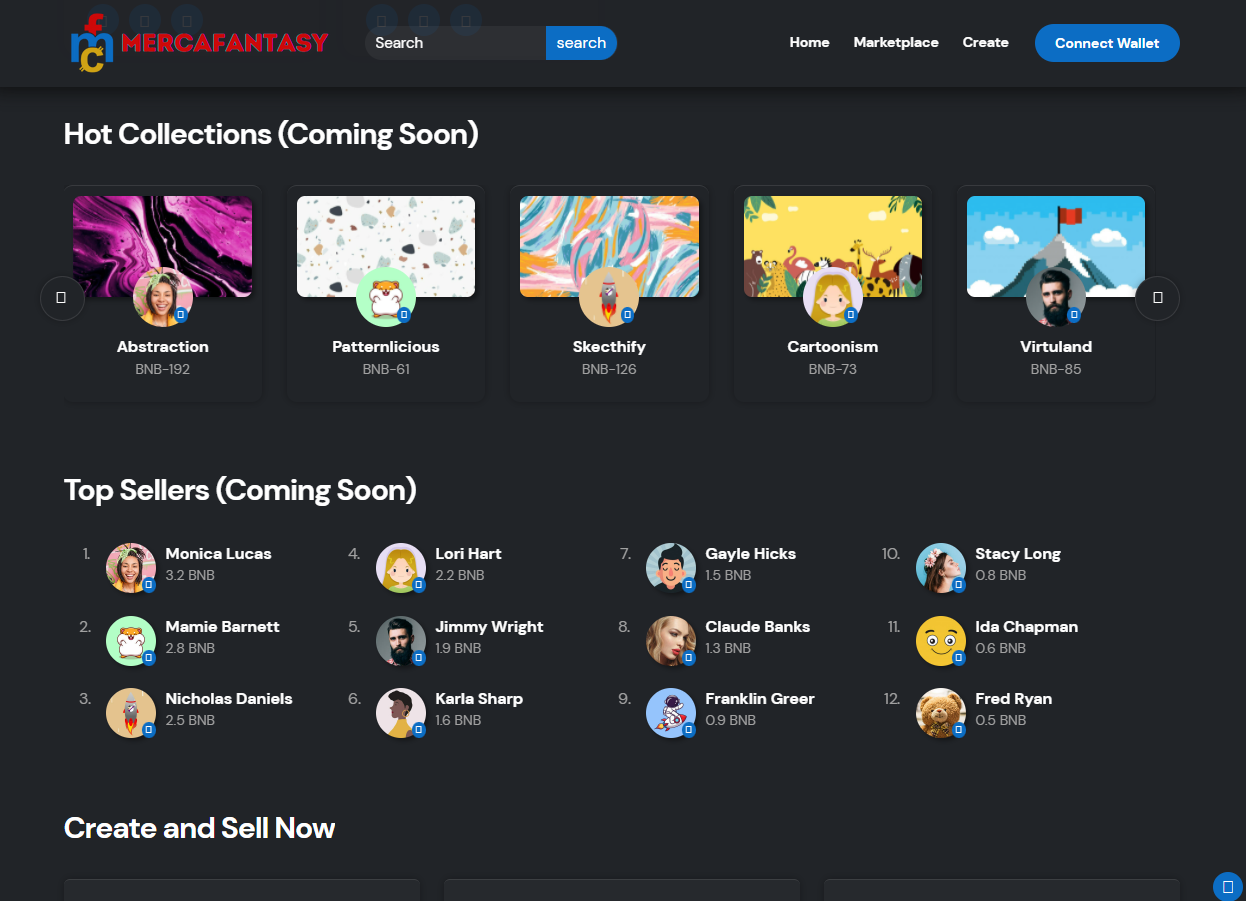 MERCAFANTASY
Search
search
Home
Marketplace
Create
Connect Wallet
Hot Collections (Coming Soon)
Abstraction
BNB-192
Patternlicious
BNB-61
Skecthify
BNB-126
Cartoonism
BNB-73
Virtuland
BNB-85
Top Sellers (Coming Soon)
1. Monica Lucas
3.2 BNB
2. Mamie Barnett
2.8 BNB
3. Nicholas Daniels
2.5 BNB
4. Lori Hart
2.2 BNB
5. Jimmy Wright
1.9 BNB
6. Karla Sharp
1.6 BNB
7. Gayle Hicks
1.5 BNB
8. Claude Banks
1.3 BNB
9. Franklin Greer
0.9 BNB
10. Stacy Long
0.8 BNB
11. Ida Chapman
0.6 BNB
12. Fred Ryan
0.5 BNB
Create and Sell Now